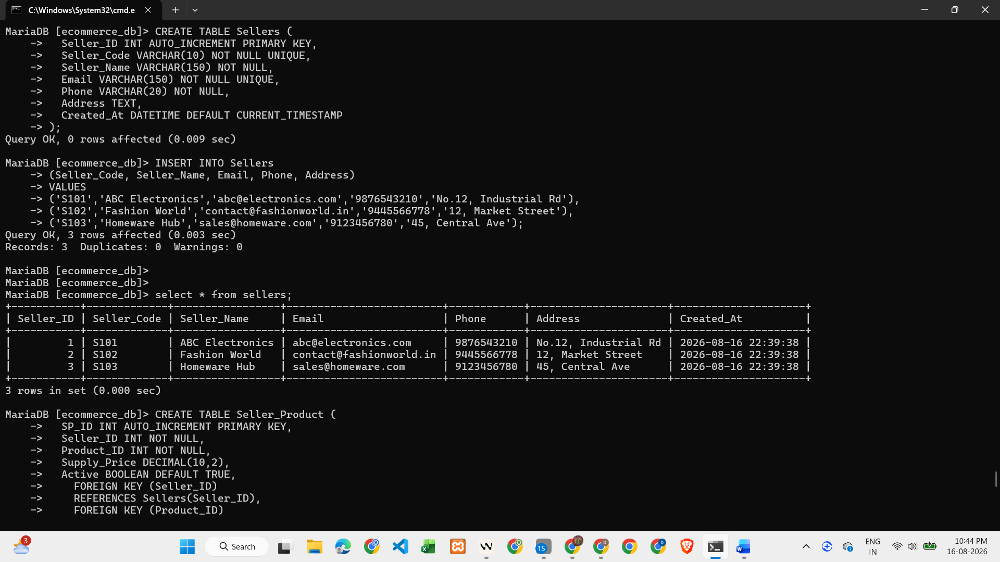 C:\Windows\System32\cmd.e
MariaDB [ecommerce_db]> CREATE TABLE Sellers (
    ->   Seller_ID INT AUTO_INCREMENT PRIMARY KEY,
    ->   Seller_Code VARCHAR(10) NOT NULL UNIQUE,
    ->   Seller_Name VARCHAR(150) NOT NULL,
    ->   Email VARCHAR(150) NOT NULL UNIQUE,
    ->   Phone VARCHAR(20) NOT NULL,
    ->   Address TEXT,
    ->   Created_At DATETIME DEFAULT CURRENT_TIMESTAMP
    -> );
Query OK, 0 rows affected (0.009 sec)
MariaDB [ecommerce_db]> INSERT INTO Sellers
    -> (Seller_Code, Seller_Name, Email, Phone, Address)
    -> VALUES
    -> ('S101','ABC Electronics','abc@electronics.com','9876543210','No.12, Industrial Rd'),
    -> ('S102','Fashion World','contact@fashionworld.in','9445566778','12, Market Street'),
    -> ('S103','Homeware Hub','sales@homeware.com','9123456780','45, Central Ave');
Query OK, 3 rows affected (0.003 sec)
Records: 3  Duplicates: 0  Warnings: 0
MariaDB [ecommerce_db]>
MariaDB [ecommerce_db]>
MariaDB [ecommerce_db]> select * from sellers;
+-----------+-------------+-----------------+-------------------------+------------+----------------------+---------------------+
| Seller_ID | Seller_Code | Seller_Name     | Email                   | Phone      | Address              | Created_At          |
+-----------+-------------+-----------------+-------------------------+------------+----------------------+---------------------+
|         1 | S101        | ABC Electronics | abc@electronics.com     | 9876543210 | No.12, Industrial Rd | 2026-08-16 22:39:38 |
|         2 | S102        | Fashion World   | contact@fashionworld.in | 9445566778 | 12, Market Street    | 2026-08-16 22:39:38 |
|         3 | S103        | Homeware Hub    | sales@homeware.com      | 9123456780 | 45, Central Ave      | 2026-08-16 22:39:38 |
+-----------+-------------+-----------------+-------------------------+------------+----------------------+---------------------+
3 rows in set (0.000 sec)
MariaDB [ecommerce_db]> CREATE TABLE Seller_Product (
    ->   SP_ID INT AUTO_INCREMENT PRIMARY KEY,
    ->   Seller_ID INT NOT NULL,
    ->   Product_ID INT NOT NULL,
    ->   Supply_Price DECIMAL(10,2),
    ->   Active BOOLEAN DEFAULT TRUE,
    ->     FOREIGN KEY (Seller_ID)
    ->     REFERENCES Sellers(Seller_ID),
    ->     FOREIGN KEY (Product_ID)
3
Search
15
D
D
ENG
IN
10:44 PM
16-08-2026